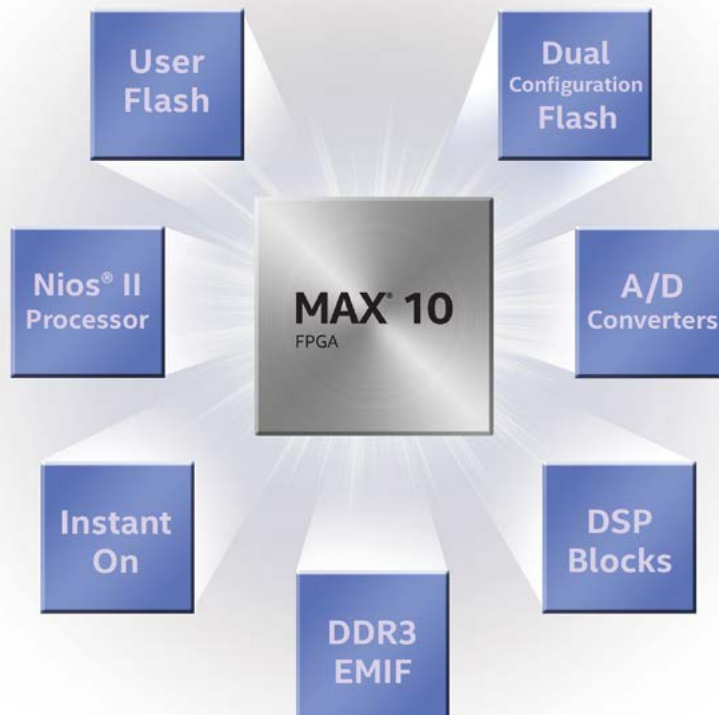 User
Flash
Dual
Configuration
Flash
Nios® II
Processor
MAX® 10
FPGA
A/D
Converters
Instant
On
DSP
Blocks
DDR3
EMIF